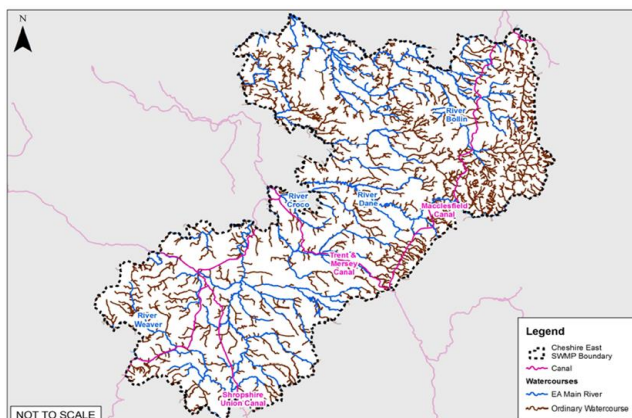 N
River
Bollin
River
Croco
River
Dane
Macclesfield
Canal
Trent &
Mersey
Canal
River
Weaver
Shropshire
Union Canal
Legend
Cheshire East
SWMP Boundary
Canal
Watercourses
EA Main River
Ordinary Watercourse
NOT TO SCALE